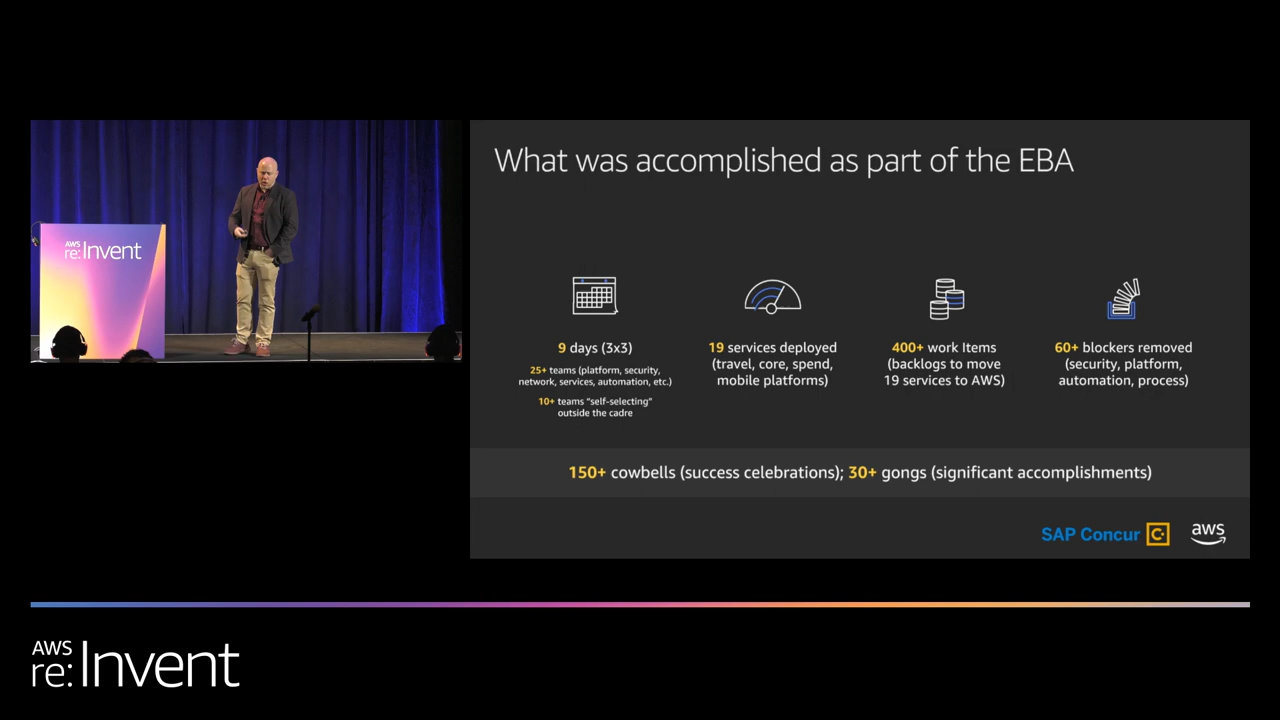 AWS
re:Invent
What was accomplished as part of the EBA
9 days (3x3)
25+ teams (platform, security,
network, services, automation, etc.)
10+ teams “self-selecting”
outside the cadre
19 services deployed
(travel, core, spend,
mobile platforms)
400+ work Items
(backlogs to move
19 services to AWS)
60+ blockers removed
(security, platform,
automation, process)
150+ cowbells (success celebrations); 30+ gongs (significant accomplishments)
SAP Concur C
aws
AWS
re:Invent